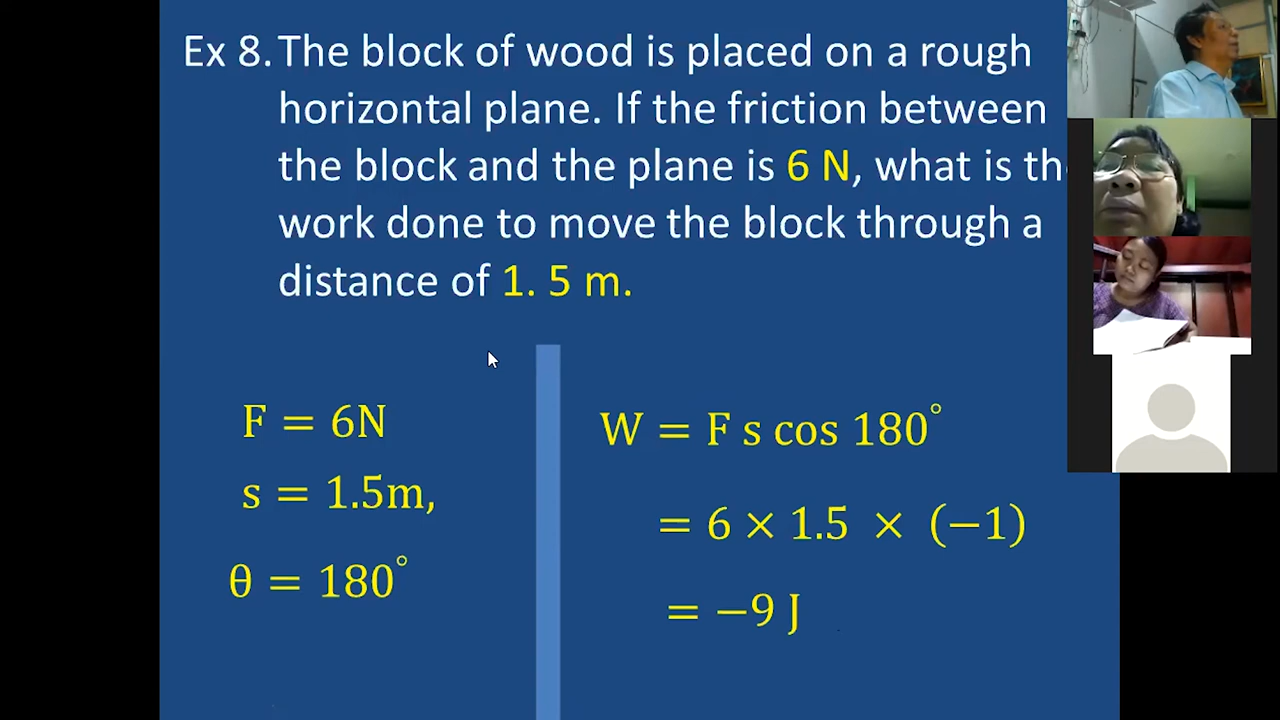 Ex 8. The block of wood is placed on a rough
horizontal plane. If the friction between
the block and the plane is 6 N, what is th
work done to move the block through a
distance of 1. 5 m.
F = 6N
s = 1.5m,
θ = 180°
W = F s cos 180°
= 6 × 1.5 × (−1)
= −9 J